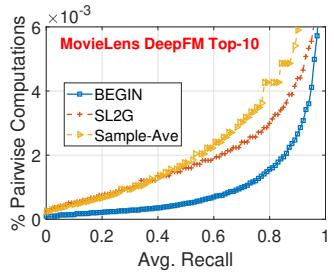 6 ×10⁻³
MovieLens DeepFM Top-10
BEGIN
SL2G
Sample-Ave
% Pairwise Computations
4
2
0
0 0.2 0.4 0.6 0.8 1
Avg. Recall